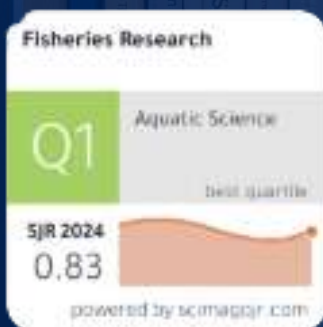 Fisheries Research
Q1
Aquatic Science
best quartile
SJR 2024
0.83
powered by scimagojr.com